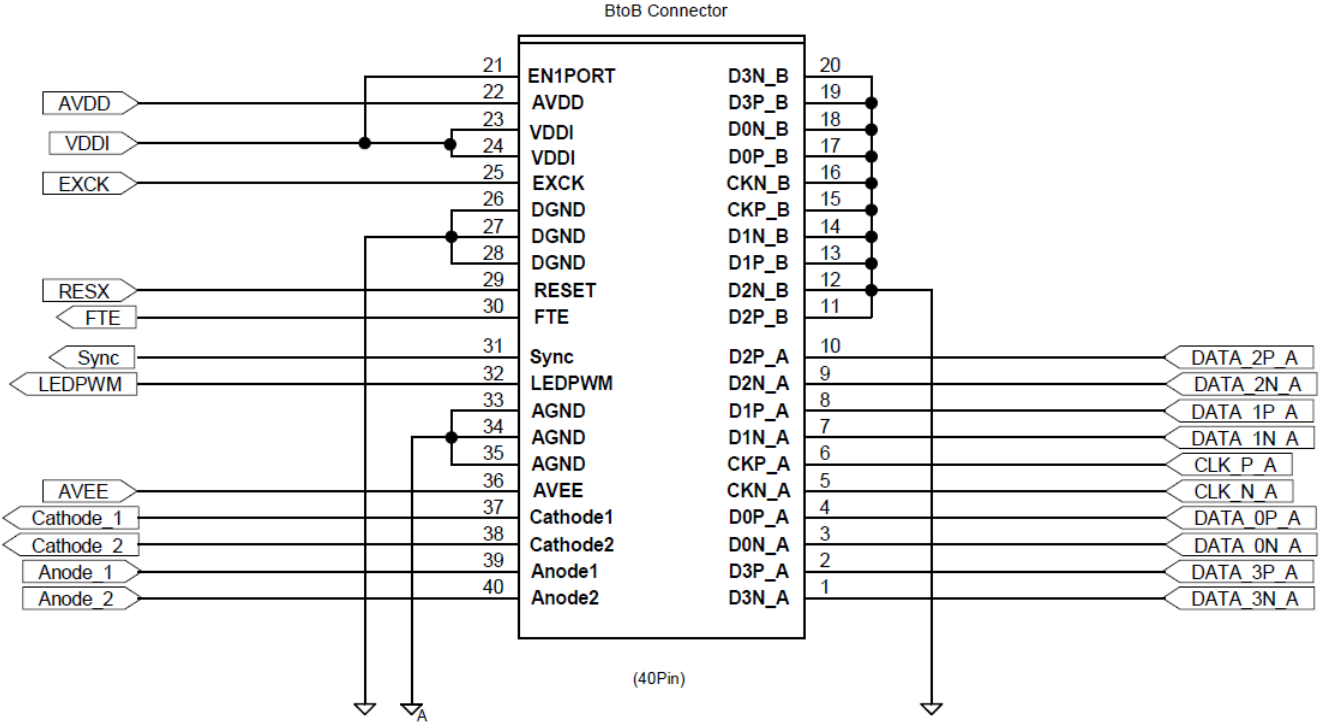 BtoB Connector
21 EN1PORT D3N_B 20
AVDD 22 AVDD D3P_B 19
23 VDDI D0N_B 18
VDDI 24 VDDI D0P_B 17
EXCK 25 EXCK CKN_B 16
26 DGND CKP_B 15
27 DGND D1N_B 14
28 DGND D1P_B 13
RESX 29 RESET D2N_B 12
FTE 30 FTE D2P_B 11
Sync 31 Sync D2P_A 10 DATA_2P_A
LEDPWM 32 LEDPWM D2N_A 9 DATA_2N_A
33 AGND D1P_A 8 DATA_1P_A
34 AGND D1N_A 7 DATA_1N_A
35 AGND CKP_A 6 CLK_P_A
AVEE 36 AVEE CKN_A 5 CLK_N_A
Cathode_1 37 Cathode1 D0P_A 4 DATA_0P_A
Cathode_2 38 Cathode2 D0N_A 3 DATA_0N_A
Anode_1 39 Anode1 D3P_A 2 DATA_3P_A
Anode_2 40 Anode2 D3N_A 1 DATA_3N_A
(40Pin)
A